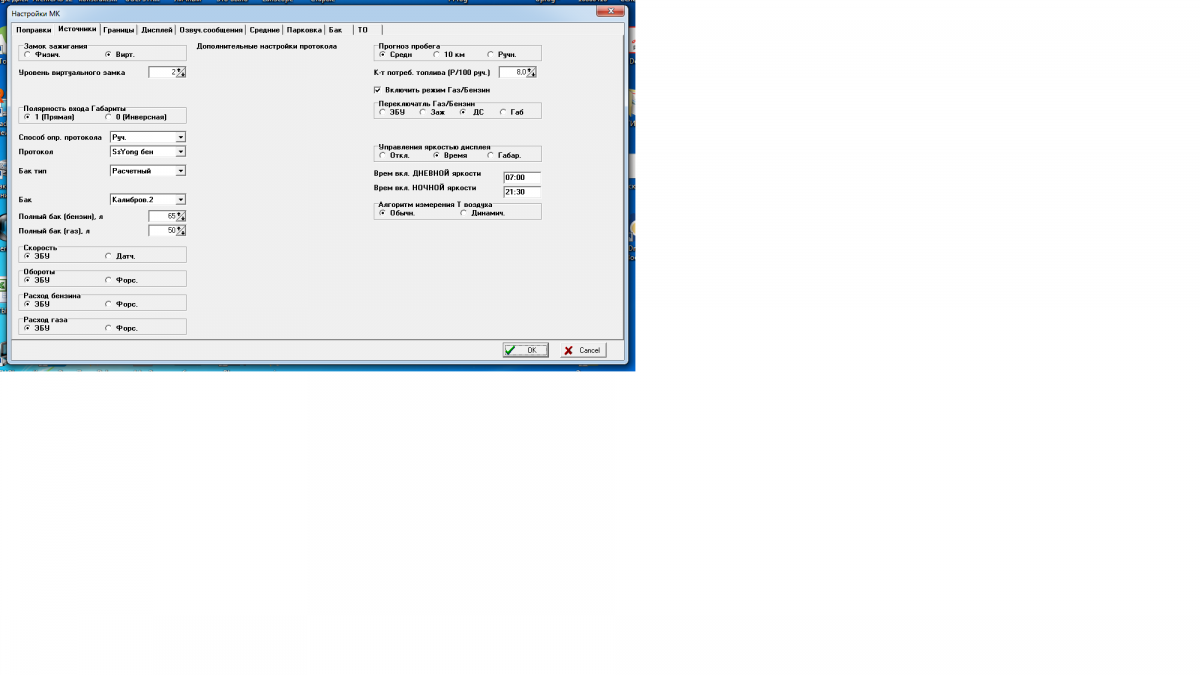 Настройки МК
Поправки Источники Границы Дисплей Озвуч.сообщения Средние Парковка Бак ТО
Замок зажигания
Физич. Вирт.
Уровень виртуального замка 2
Полярность входа Габариты
1 (Прямая) 0 (Инверсная)
Способ опр. протокола Руч.
Протокол SsYong бен
Бак тип Расчетный
Бак Калибров.2
Полный бак (бензин), л 65
Полный бак (газ), л 50
Скорость
ЭБУ Датч.
Обороты
ЭБУ Форс.
Расход бензина
ЭБУ Форс.
Расход газа
ЭБУ Форс.
Дополнительные настройки протокола
Прогноз пробега
Средн 10 км Ручн.
К-т потреб. топлива (Р/100 руч.) 8.0
Включить режим Газ/Бензин
Переключатль Газ/Бензин
ЭБУ Заж ДС Габ
Управления яркостью дисплея
Откл. Время Габар.
Врем вкл. ДНЕВНОЙ яркости 07:00
Врем вкл. НОЧНОЙ яркости 21:30
Алгоритм измерения Т воздуха
Обычн. Динамич.
OK Cancel